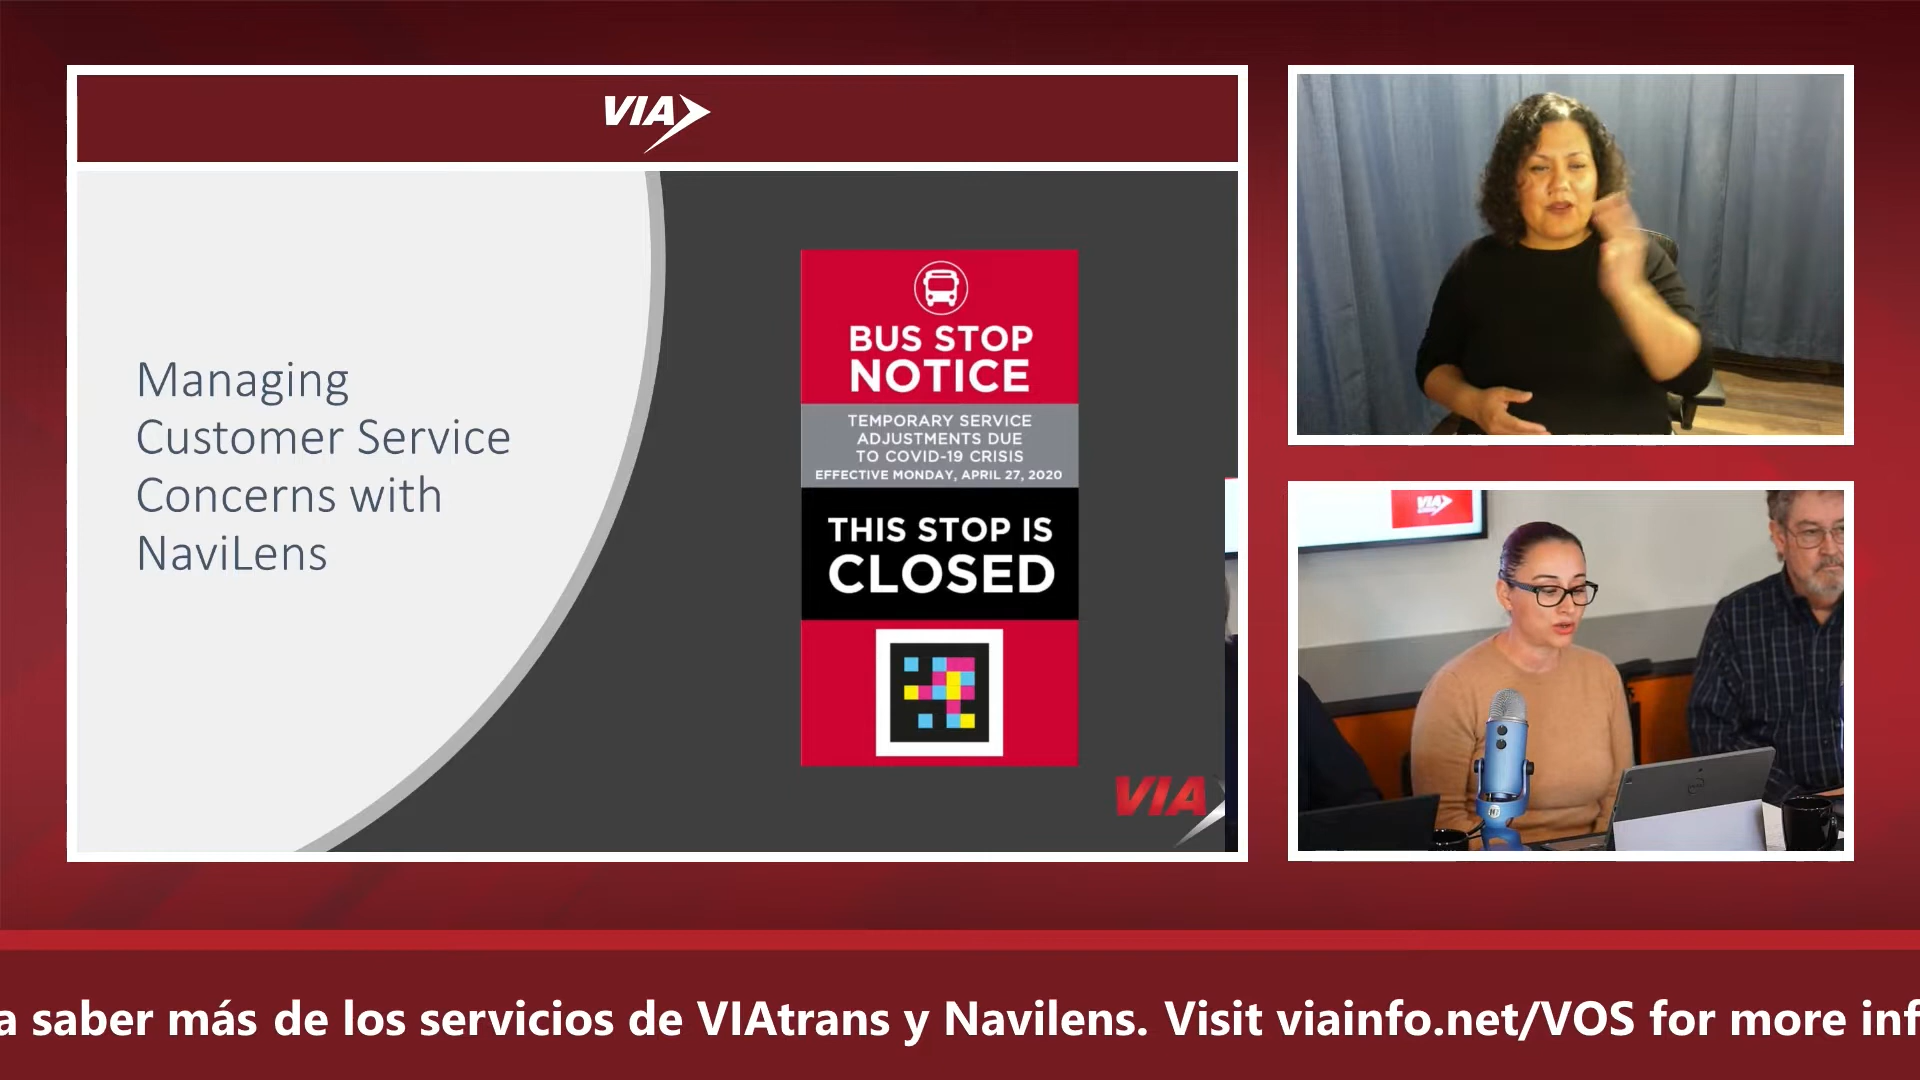 VIA
Managing
Customer Service
Concerns with
NaviLens
BUS STOP
NOTICE
TEMPORARY SERVICE
ADJUSTMENTS DUE
TO COVID-19 CRISIS
EFFECTIVE MONDAY, APRIL 27, 2020
THIS STOP IS
CLOSED
VIA
VIA
a saber más de los servicios de VIAtrans y Navilens. Visit viainfo.net/VOS for more inf